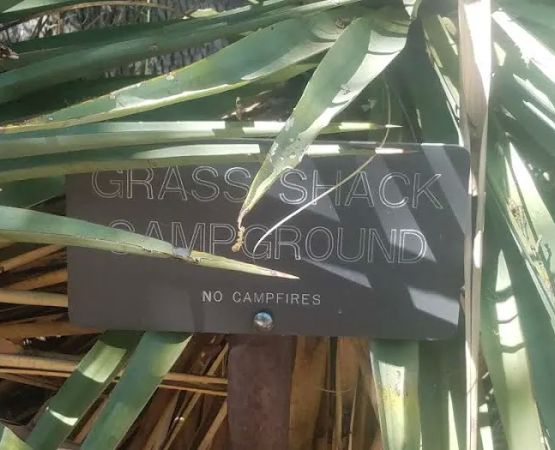 GRASS SHACK
CAMPGROUND
NO CAMPFIRES